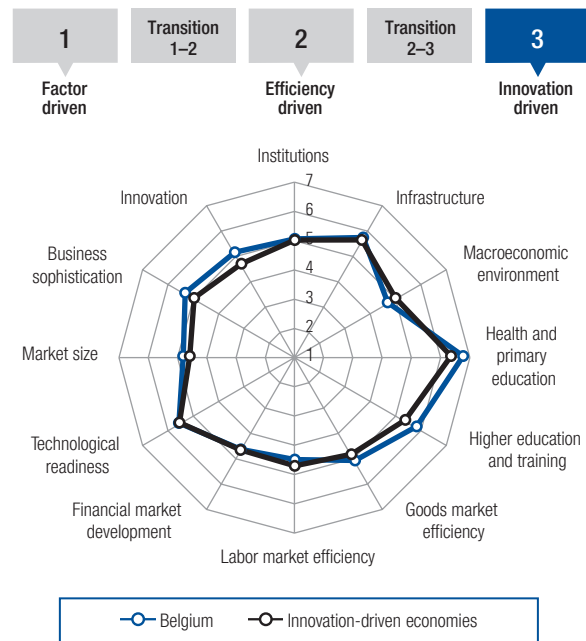 1
Transition
1–2
2
Transition
2–3
3
Factor
driven
Efficiency
driven
Innovation
driven
Institutions
7
6
5
4
3
2
1
Infrastructure
Macroeconomic
environment
Health and
primary
education
Higher education
and training
Goods market
efficiency
Labor market efficiency
Financial market
development
Technological
readiness
Market size
Business
sophistication
Innovation
Belgium
Innovation-driven economies